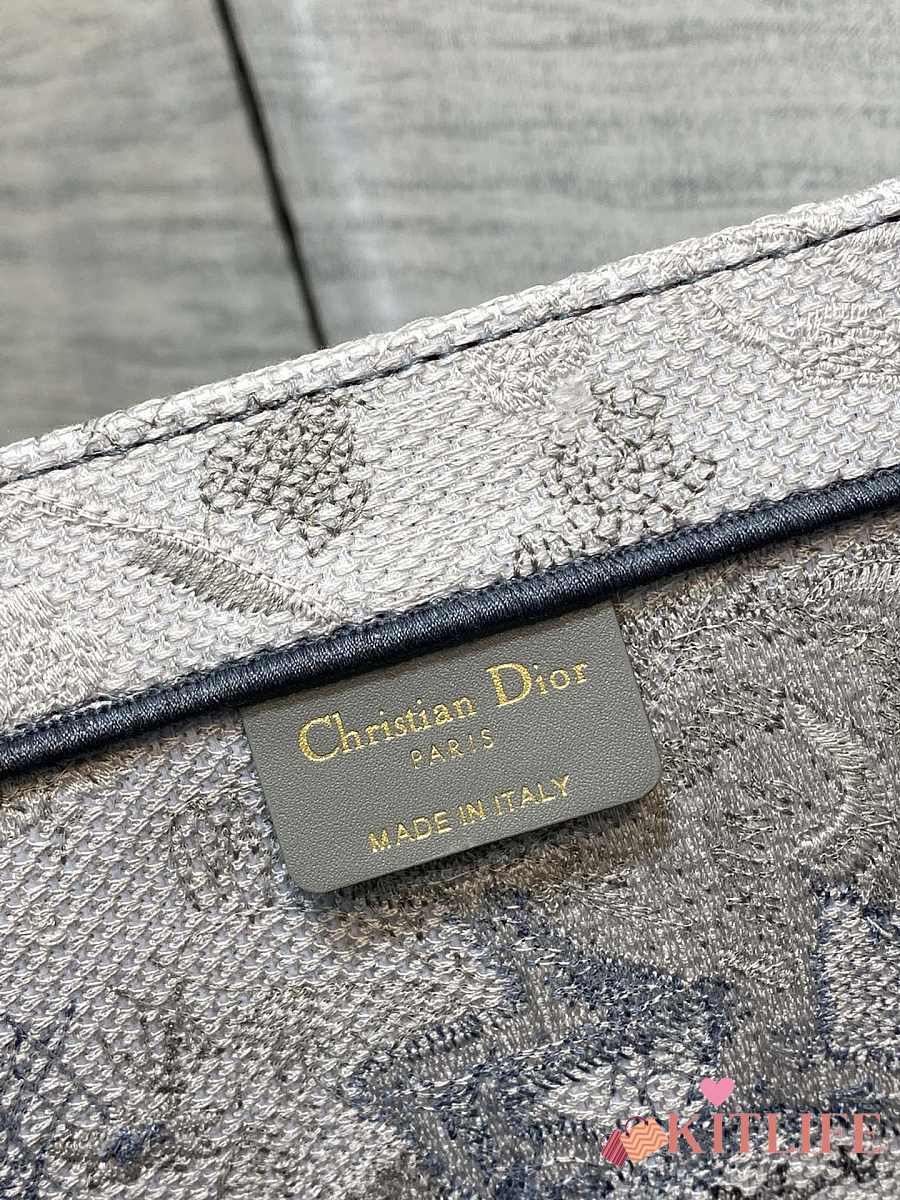 Christian Dior
PARIS
MADE IN ITALY
KITLIFE